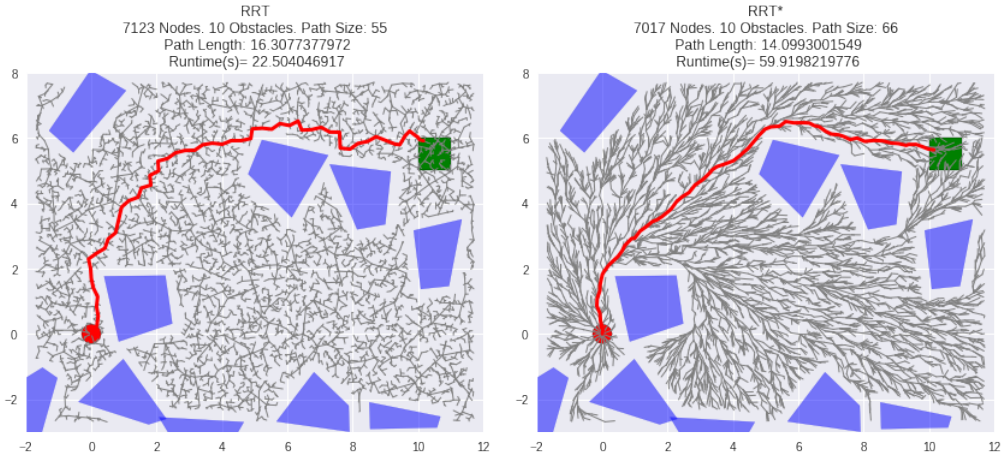 RRT
7123 Nodes. 10 Obstacles. Path Size: 55
Path Length: 16.3077377972
Runtime(s)= 22.504046917
8
6
4
2
0
−2
−2 0 2 4 6 8 10 12
RRT*
7017 Nodes. 10 Obstacles. Path Size: 66
Path Length: 14.0993001549
Runtime(s)= 59.9198219776
8
6
4
2
0
−2
−2 0 2 4 6 8 10 12